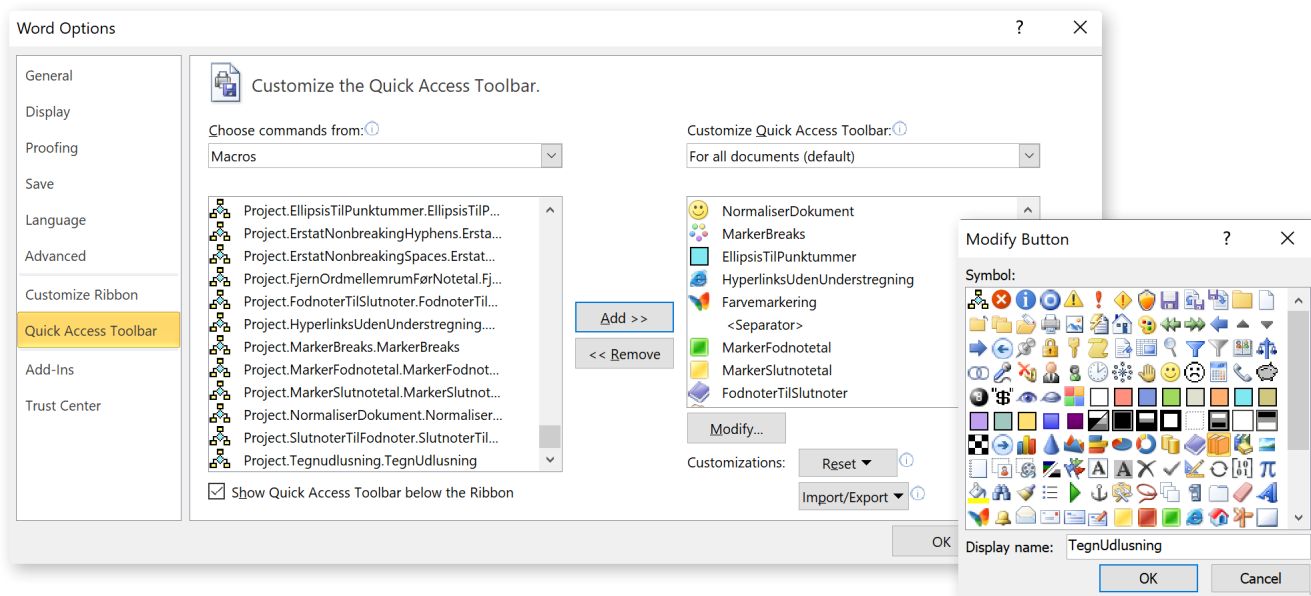 Word Options
?
General
Display
Proofing
Save
Language
Advanced
Customize Ribbon
Quick Access Toolbar
Add-Ins
Trust Center
Customize the Quick Access Toolbar.
Choose commands from:
Macros
Project.EllipsisTilPunktummer.EllipsisTilP...
Project.ErstatNonbreakingHyphens.Ersta...
Project.ErstatNonbreakingSpaces.Erstat...
Project.FjernOrdmellemrumFørNotetal.Fj...
Project.FodnoterTilSlutnoter.FodnoterTil...
Project.HyperlinksUdenUnderstregning....
Project.MarkerBreaks.MarkerBreaks
Project.MarkerFodnotetal.MarkerFodnot...
Project.MarkerSlutnotetal.MarkerSlutnot...
Project.NormaliserDokument.Normaliser...
Project.SlutnoterTilFodnoter.SlutnoterTil...
Project.Tegnudlusning.TegnUdlusning
Show Quick Access Toolbar below the Ribbon
Add >>
<< Remove
Customize Quick Access Toolbar:
For all documents (default)
NormaliserDokument
MarkerBreaks
EllipsisTilPunktummer
HyperlinksUdenUnderstregning
Farvemarkering
<Separator>
MarkerFodnotetal
MarkerSlutnotetal
FodnoterTilSlutnoter
Modify...
Customizations:
Reset
Import/Export
OK
Modify Button
?
Symbol:
Display name:
TegnUdlusning
OK
Cancel